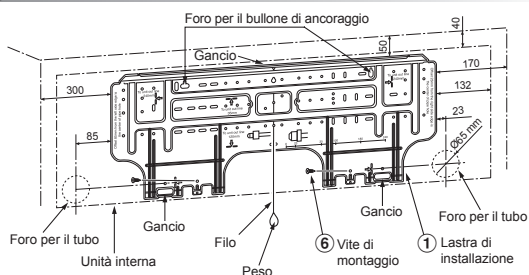 Foro per il bullone di ancoraggio
Gancio
50
40
170
300
132
23
85
Ø65 mm
Foro per il tubo
Unità interna
Gancio
Filo
Peso
6 Vite di
montaggio
Gancio
1 Lastra di
installazione
Foro per il tubo